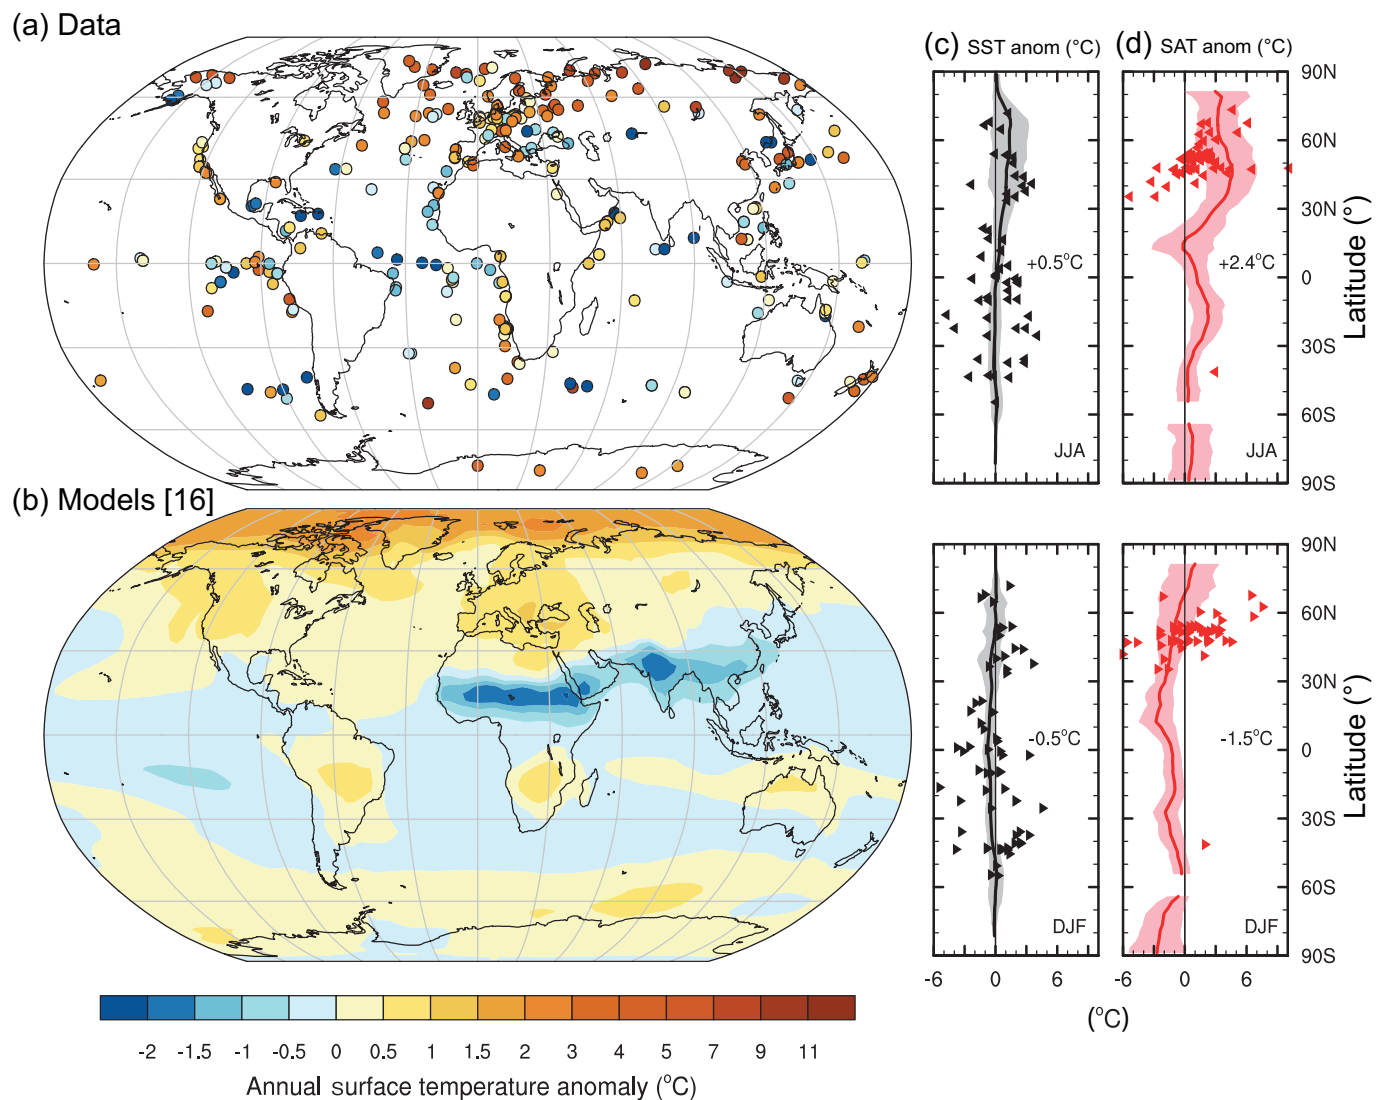 (a) Data
(c) SST anom (°C)
(d) SAT anom (°C)
90N
60N
30N
0
30S
60S
90S
Latitude (°)
+0.5°C
JJA
+2.4°C
JJA
(b) Models [16]
90N
60N
30N
0
30S
60S
90S
Latitude (°)
-0.5°C
DJF
-1.5°C
DJF
-6 0 6
-6 0 6
(°C)
-2 -1.5 -1 -0.5 0 0.5 1 1.5 2 3 4 5 7 9 11
Annual surface temperature anomaly (°C)